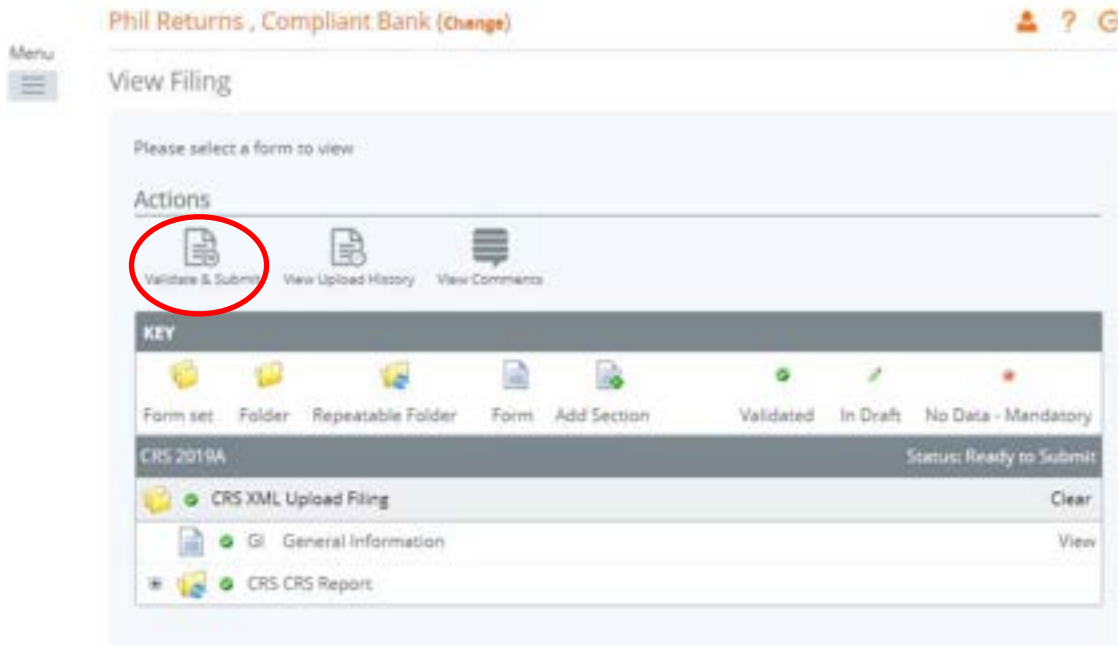 Phil Returns , Compliant Bank (Change)
?
Menu
View Filing
Please select a form to view
Actions
Validate & Submit View Upload History View Comments
KEY
Form set Folder Repeatable Folder Form Add Section Validated In Draft No Data - Mandatory
CRS 2019A Status: Ready to Submit
CRS XML Upload Filing Clear
GI General Information View
CRS CRS Report